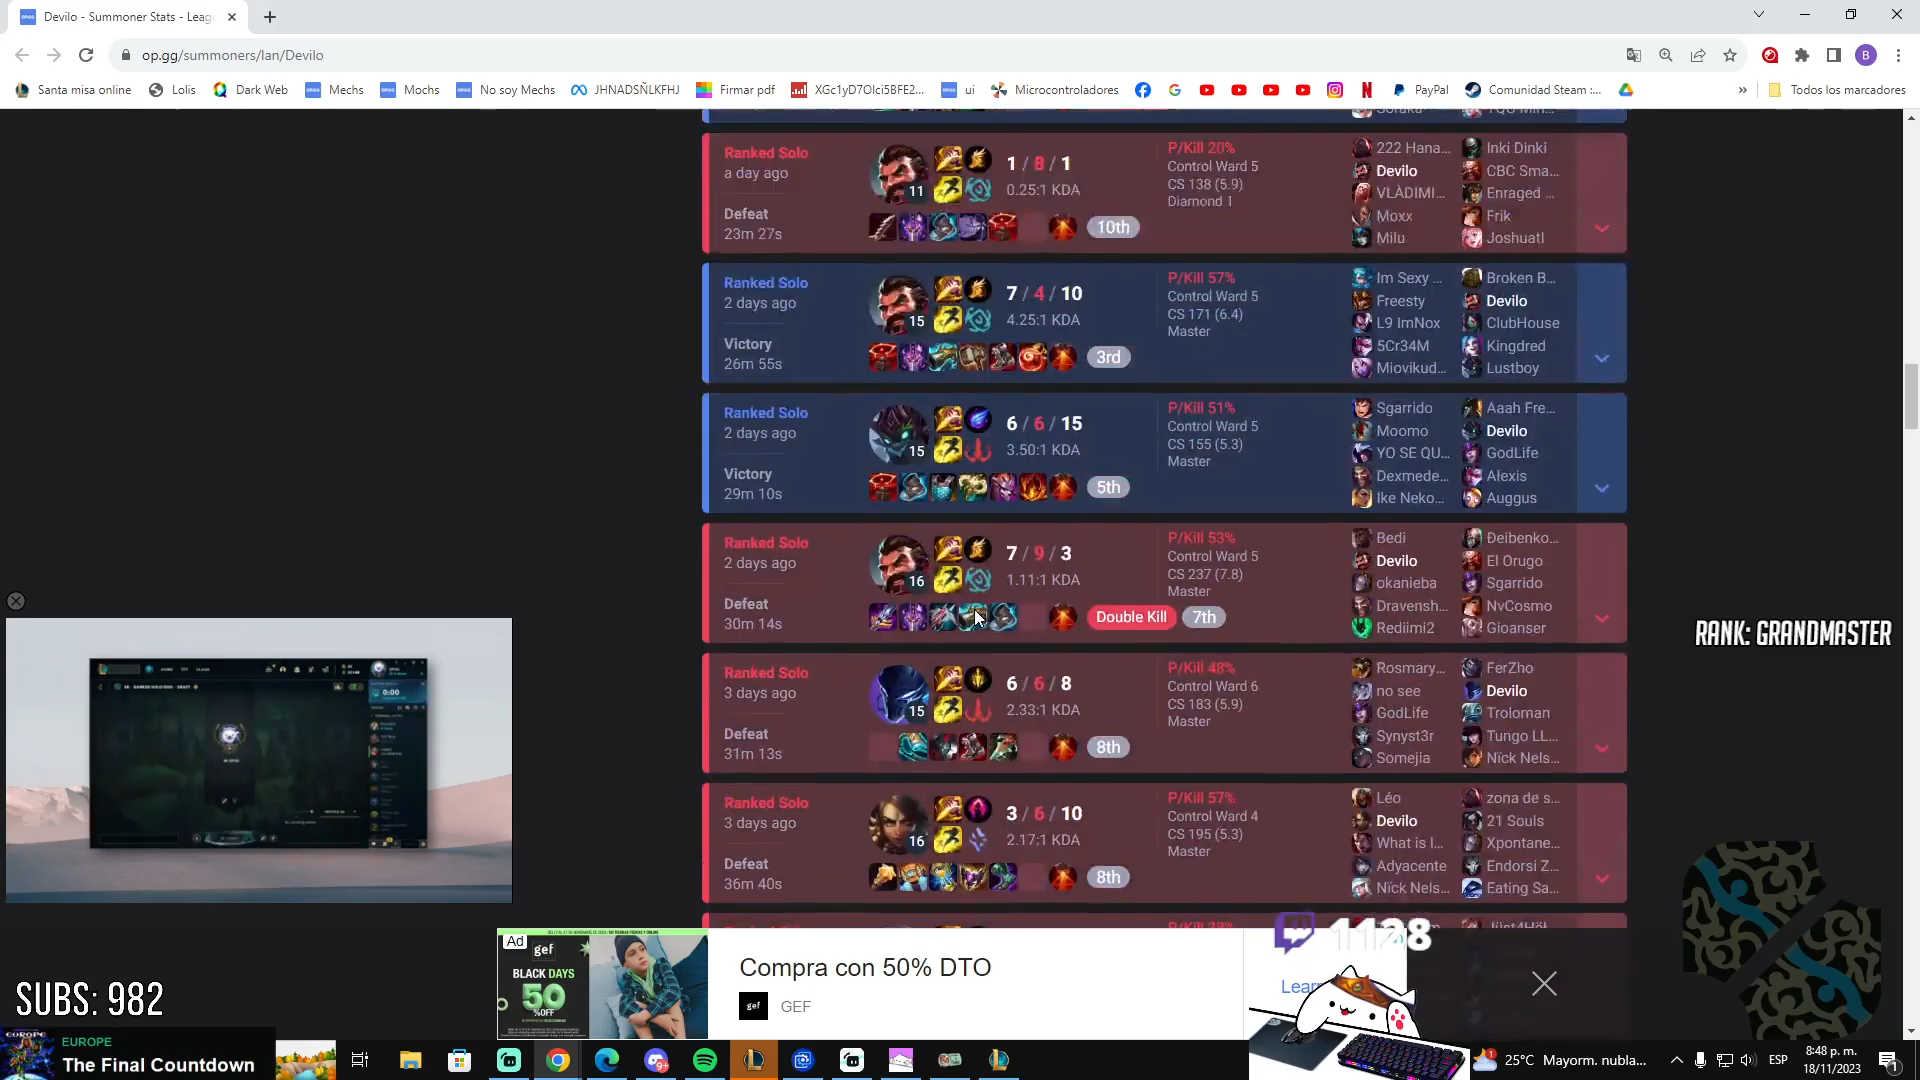 Devilo - Summoner Stats - Leag
op.gg/summoners/lan/Devilo
Santa misa online
Lolis
Dark Web
Mechs
Mochs
No soy Mechs
JHNADSÑLKFHJ
Firmar pdf
XGc1yD7Olci5BFE2...
ui
Microcontroladores
PayPal
Comunidad Steam :...
»
Todos los marcadores
Ranked Solo
a day ago
Defeat
23m 27s
11
1 / 8 / 1
0.25:1 KDA
10th
P/Kill 20%
Control Ward 5
CS 138 (5.9)
Diamond 1
222 Hana...
Devilo
VLÀDIMI...
Moxx
Milu
Inki Dinki
CBC Sma...
Enraged ...
Frik
Joshuatl
Ranked Solo
2 days ago
Victory
26m 55s
15
7 / 4 / 10
4.25:1 KDA
3rd
P/Kill 57%
Control Ward 5
CS 171 (6.4)
Master
Im Sexy ...
Freesty
L9 ImNox
5Cr34M
Miovikud...
Broken B...
Devilo
ClubHouse
Kingdred
Lustboy
Ranked Solo
2 days ago
Victory
29m 10s
15
6 / 6 / 15
3.50:1 KDA
5th
P/Kill 51%
Control Ward 5
CS 155 (5.3)
Master
Sgarrido
Moomo
YO SE QU...
Dexmede...
Ike Neko...
Aaah Fre...
Devilo
GodLife
Alexis
Auggus
Ranked Solo
2 days ago
Defeat
30m 14s
16
7 / 9 / 3
1.11:1 KDA
Double Kill
7th
P/Kill 53%
Control Ward 5
CS 237 (7.8)
Master
Bedi
Devilo
okanieba
Dravensh...
Rediimi2
Đeibenko...
El Orugo
Sgarrido
NvCosmo
Gioanser
Ranked Solo
3 days ago
Defeat
31m 13s
15
6 / 6 / 8
2.33:1 KDA
8th
P/Kill 48%
Control Ward 6
CS 183 (5.9)
Master
Rosmary...
no see
GodLife
Synyst3r
Somejia
FerZho
Devilo
Troloman
Tungo LL...
Nïck Nels...
Ranked Solo
3 days ago
Defeat
36m 40s
16
3 / 6 / 10
2.17:1 KDA
8th
P/Kill 57%
Control Ward 4
CS 195 (5.3)
Master
Léo
Devilo
What is l...
Adyacente
Nïck Nels...
zona de s...
21 Souls
Xpontane...
Endorsi Z...
Eating Sa...
RANK: GRANDMASTER
0:00
SUBS: 982
Ad
gef
BLACK DAYS
50
%OFF
Compra con 50% DTO
gef
GEF
Lear
1128
EUROPE
EUROPE
The Final Countdown
9+
1
25°C Mayorm. nubla...
ESP
8:48 p. m.
18/11/2023
1
B